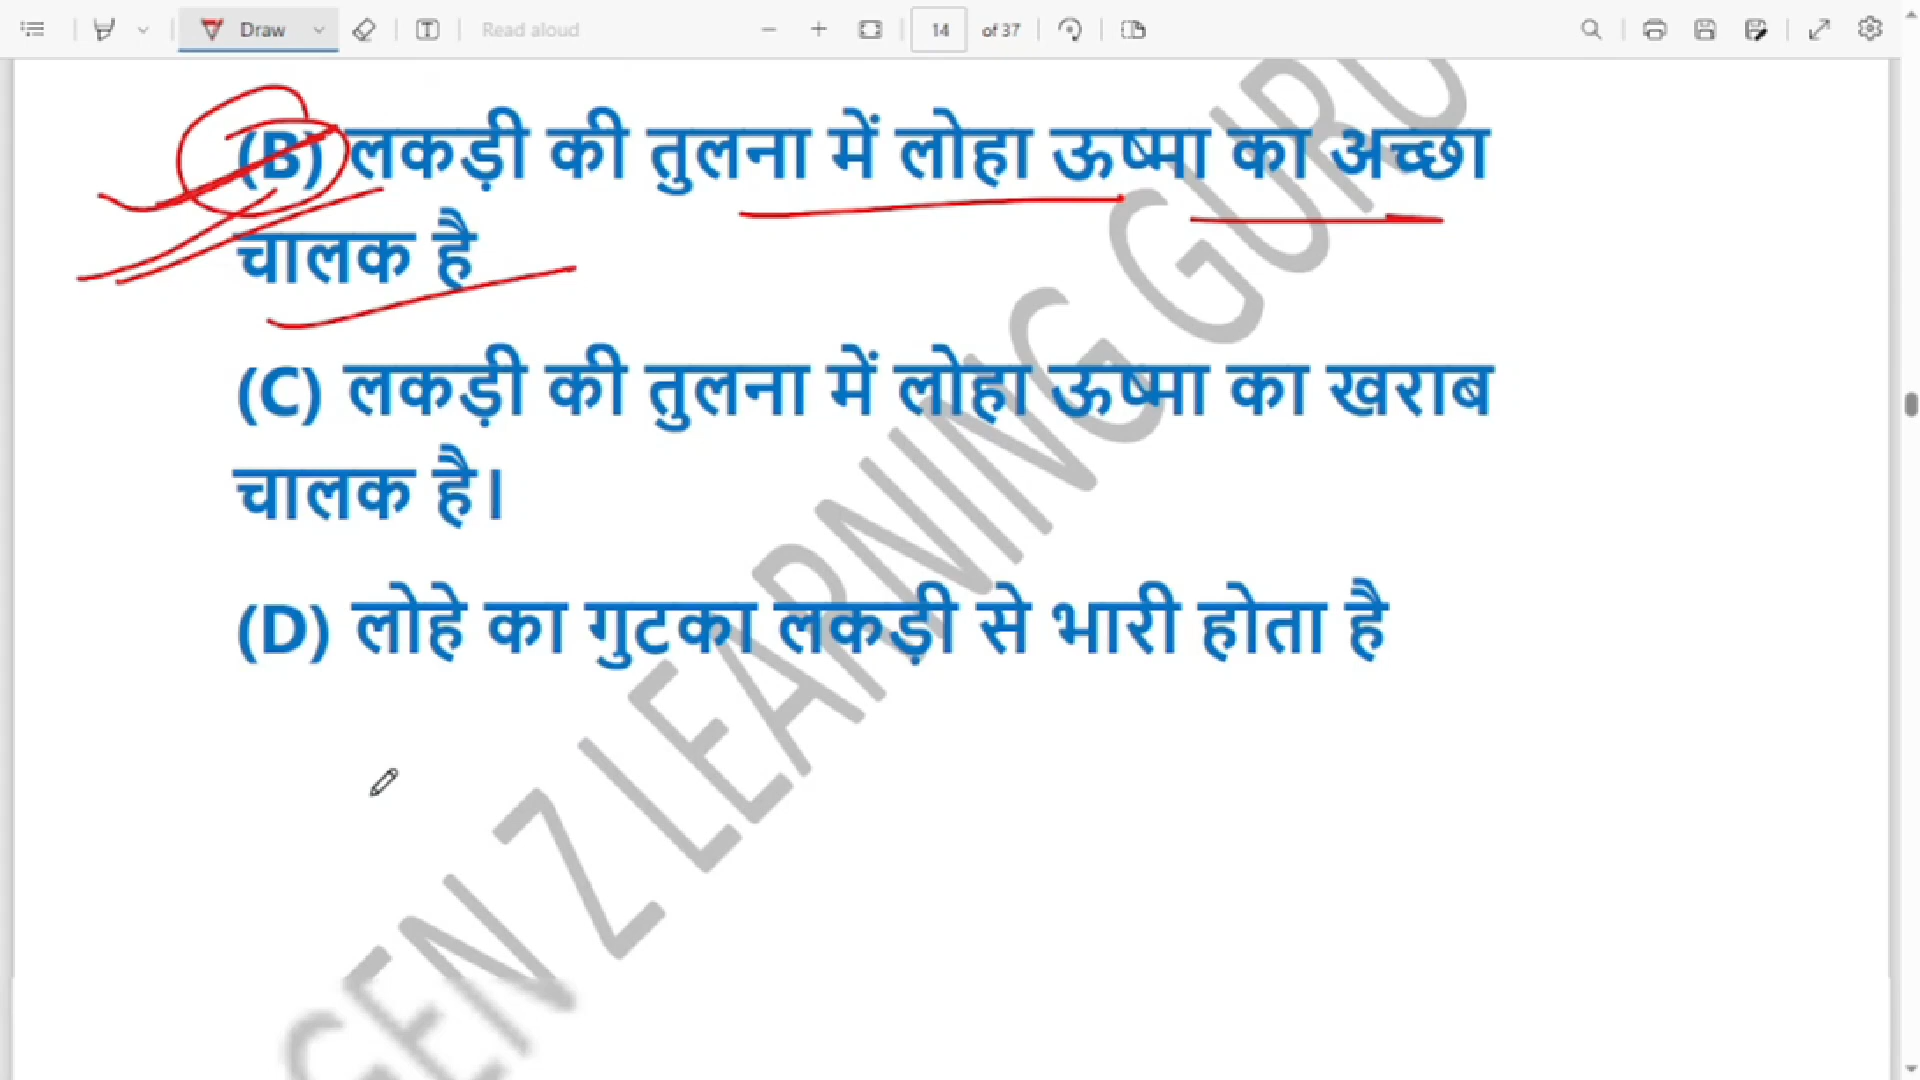 Draw
Read aloud
14 of 37
(B) लकड़ी की तुलना में लोहा ऊष्मा का अच्छा
चालक है
(C) लकड़ी की तुलना में लोहा ऊष्मा का खराब
चालक है।
(D) लोहे का गुटका लकड़ी से भारी होता है
GEN Z LEARNING GURU